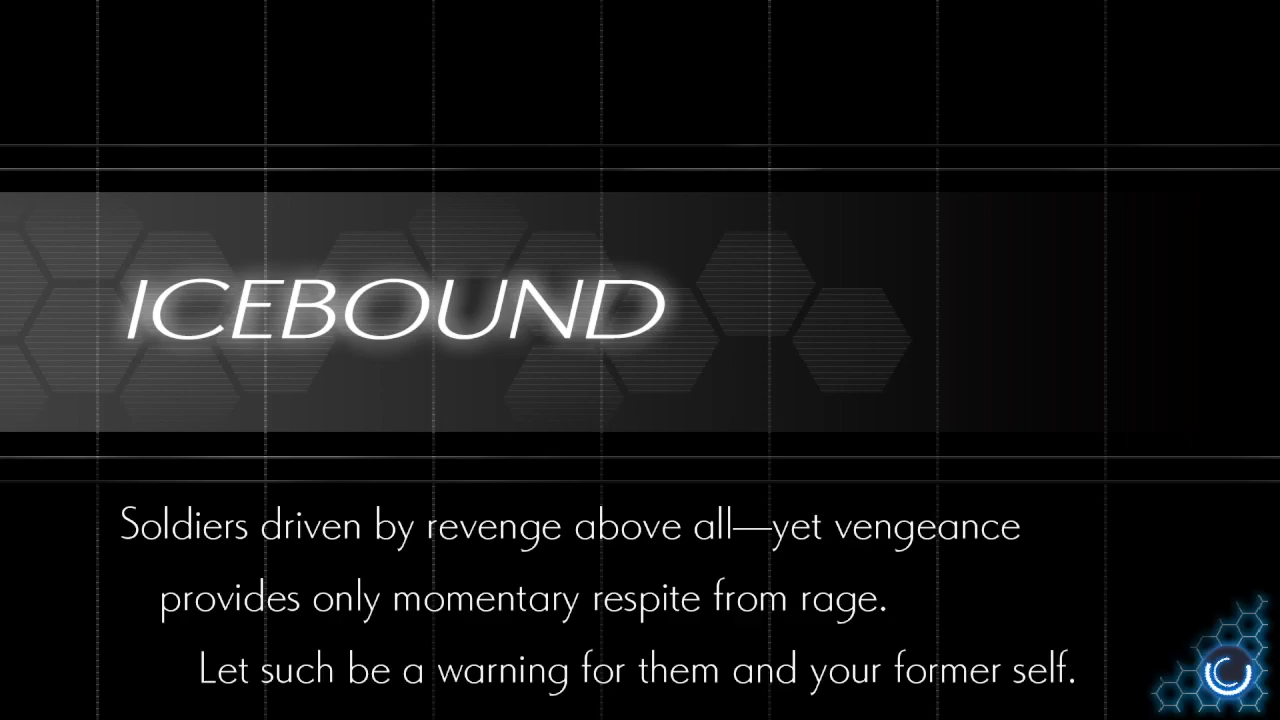 ICEBOUND
Soldiers driven by revenge above all—yet vengeance
provides only momentary respite from rage.
Let such be a warning for them and your former self.